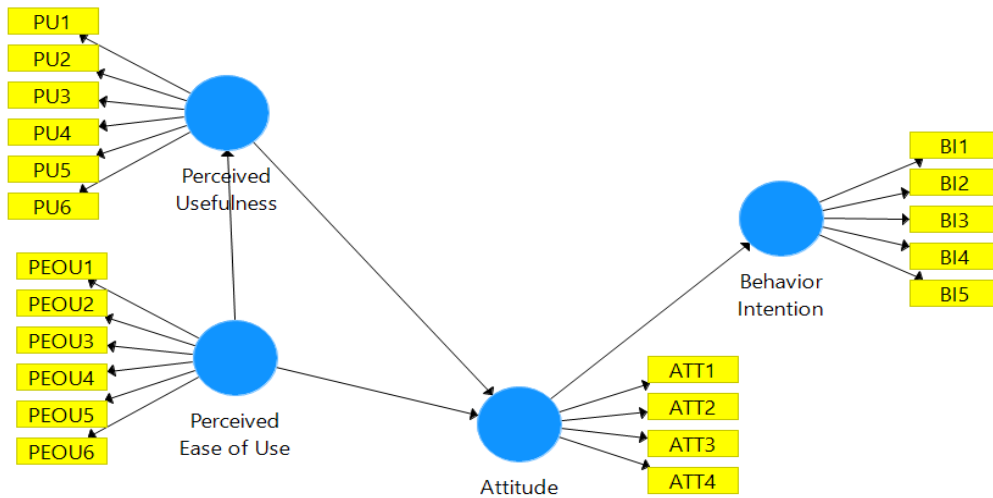 PU1
PU2
PU3
PU4
PU5
PU6
Perceived
Usefulness
PEOU1
PEOU2
PEOU3
PEOU4
PEOU5
PEOU6
Perceived
Ease of Use
Attitude
ATT1
ATT2
ATT3
ATT4
Behavior
Intention
BI1
BI2
BI3
BI4
BI5